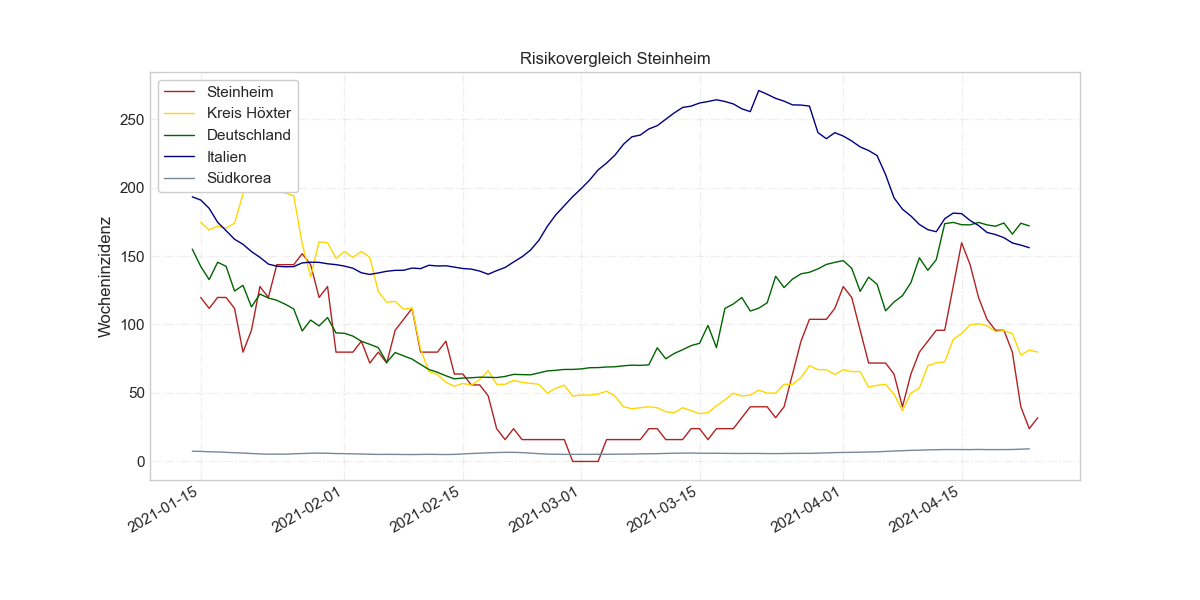 Risikovergleich Steinheim
Steinheim
Kreis Höxter
Deutschland
Italien
Südkorea
Wocheninzidenz
250
200
150
100
50
0
2021-01-15
2021-02-01
2021-02-15
2021-03-01
2021-03-15
2021-04-01
2021-04-15